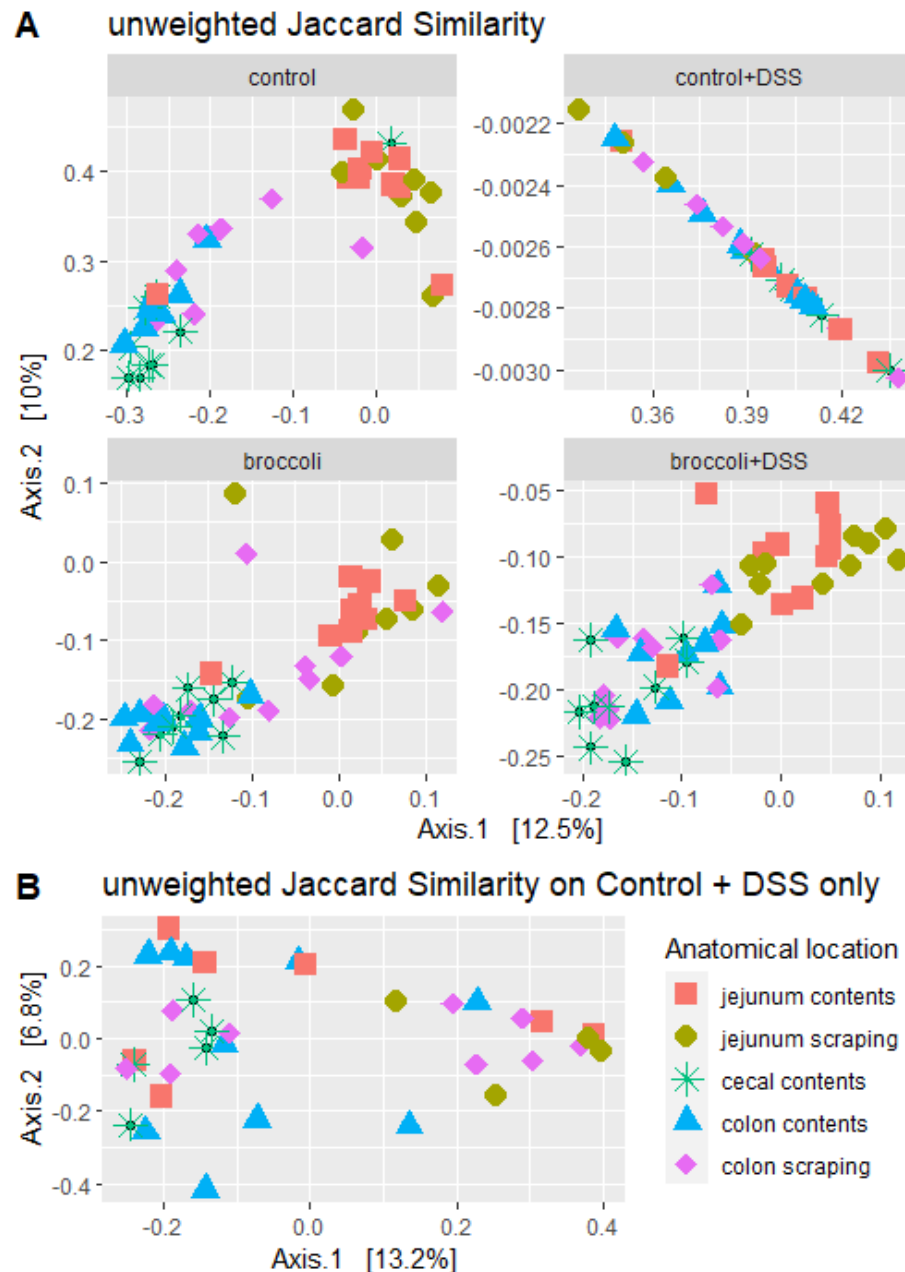 A unweighted Jaccard Similarity
control
control+DSS
0.4
0.3
0.2
-0.3 -0.2 -0.1 0.0
-0.0022
-0.0024
-0.0026
-0.0028
-0.0030
0.36 0.39 0.42
Axis.2 [10%]
broccoli
broccoli+DSS
0.1
0.0
-0.1
-0.2
-0.2 -0.1 0.0 0.1
-0.05
-0.10
-0.15
-0.20
-0.25
-0.2 -0.1 0.0 0.1
Axis.1 [12.5%]
B unweighted Jaccard Similarity on Control + DSS only
Axis.2 [6.8%]
0.2
0.0
-0.2
-0.4
-0.2 0.0 0.2 0.4
Axis.1 [13.2%]
Anatomical location
jejunum contents
jejunum scraping
cecal contents
colon contents
colon scraping